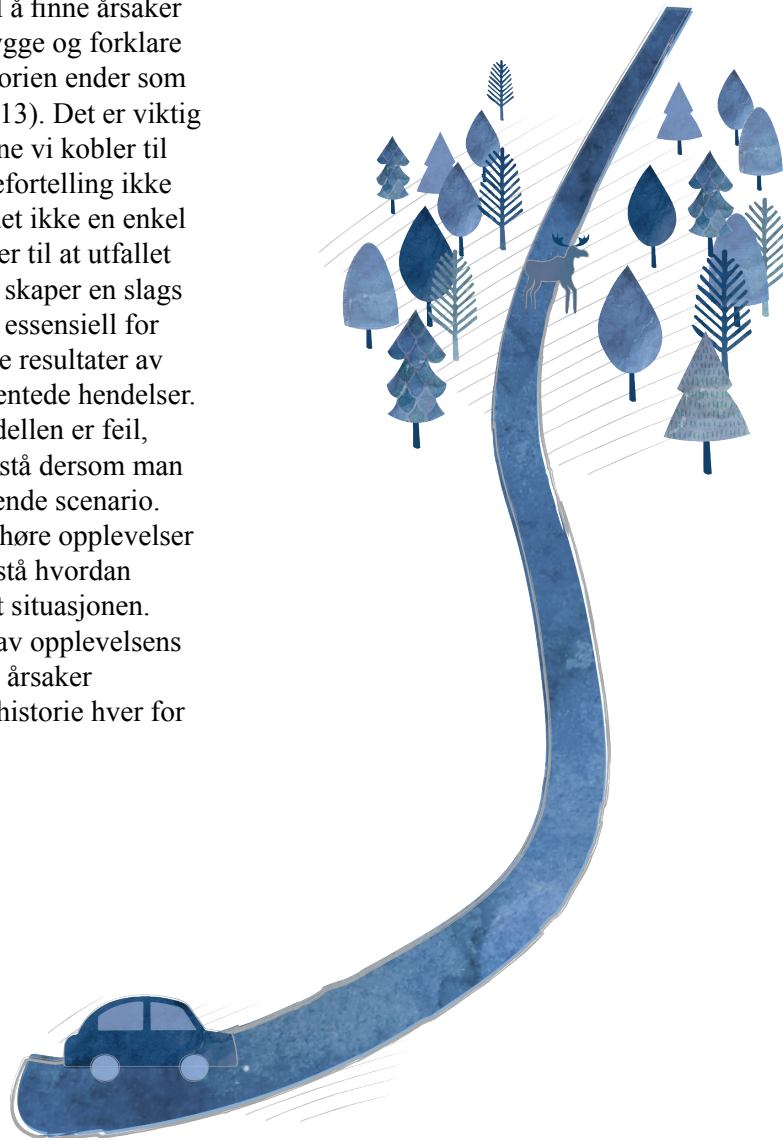 å finne årsaker
ygge og forklare
orien ender som
13). Det er viktig
ne vi kobler til
efortelling ikke
et ikke en enkel
er til at utfallet
skaper en slags
essensiell for
e resultater av
entede hendelser.
dellen er feil,
stå dersom man
ende scenario.
høre opplevelser
stå hvordan
t situasjonen.
av opplevelsens
årsaker
historie hver for